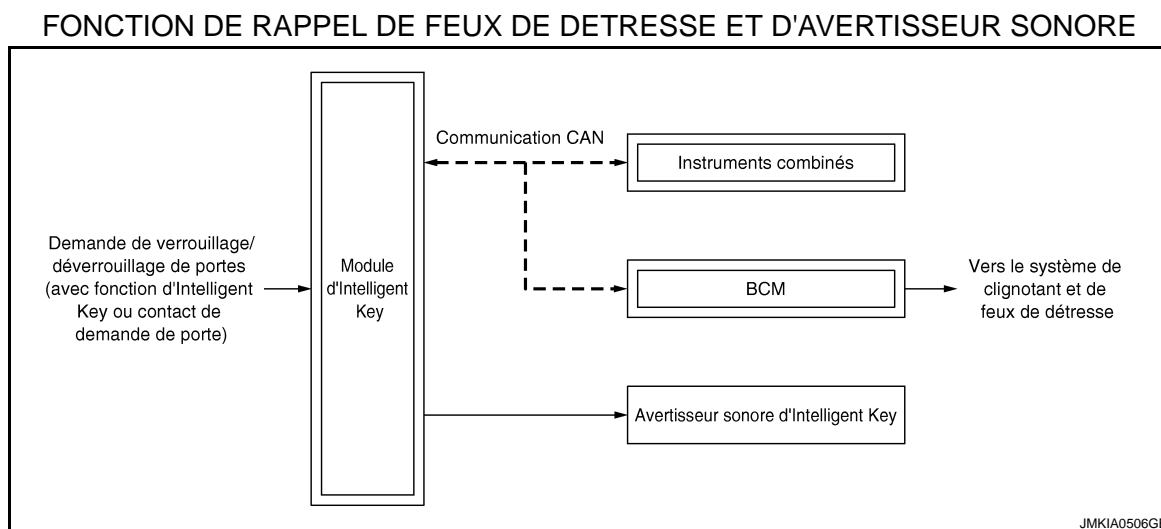 FONCTION DE RAPPEL DE FEUX DE DETRESSE ET D'AVERTISSEUR SONORE
Communication CAN
Instruments combinés
Demande de verrouillage/
déverrouillage de portes
(avec fonction d'Intelligent
Key ou contact de
demande de porte)
Module
d'Intelligent
Key
BCM
Vers le système de
clignotant et de
feux de détresse
Avertisseur sonore d'Intelligent Key